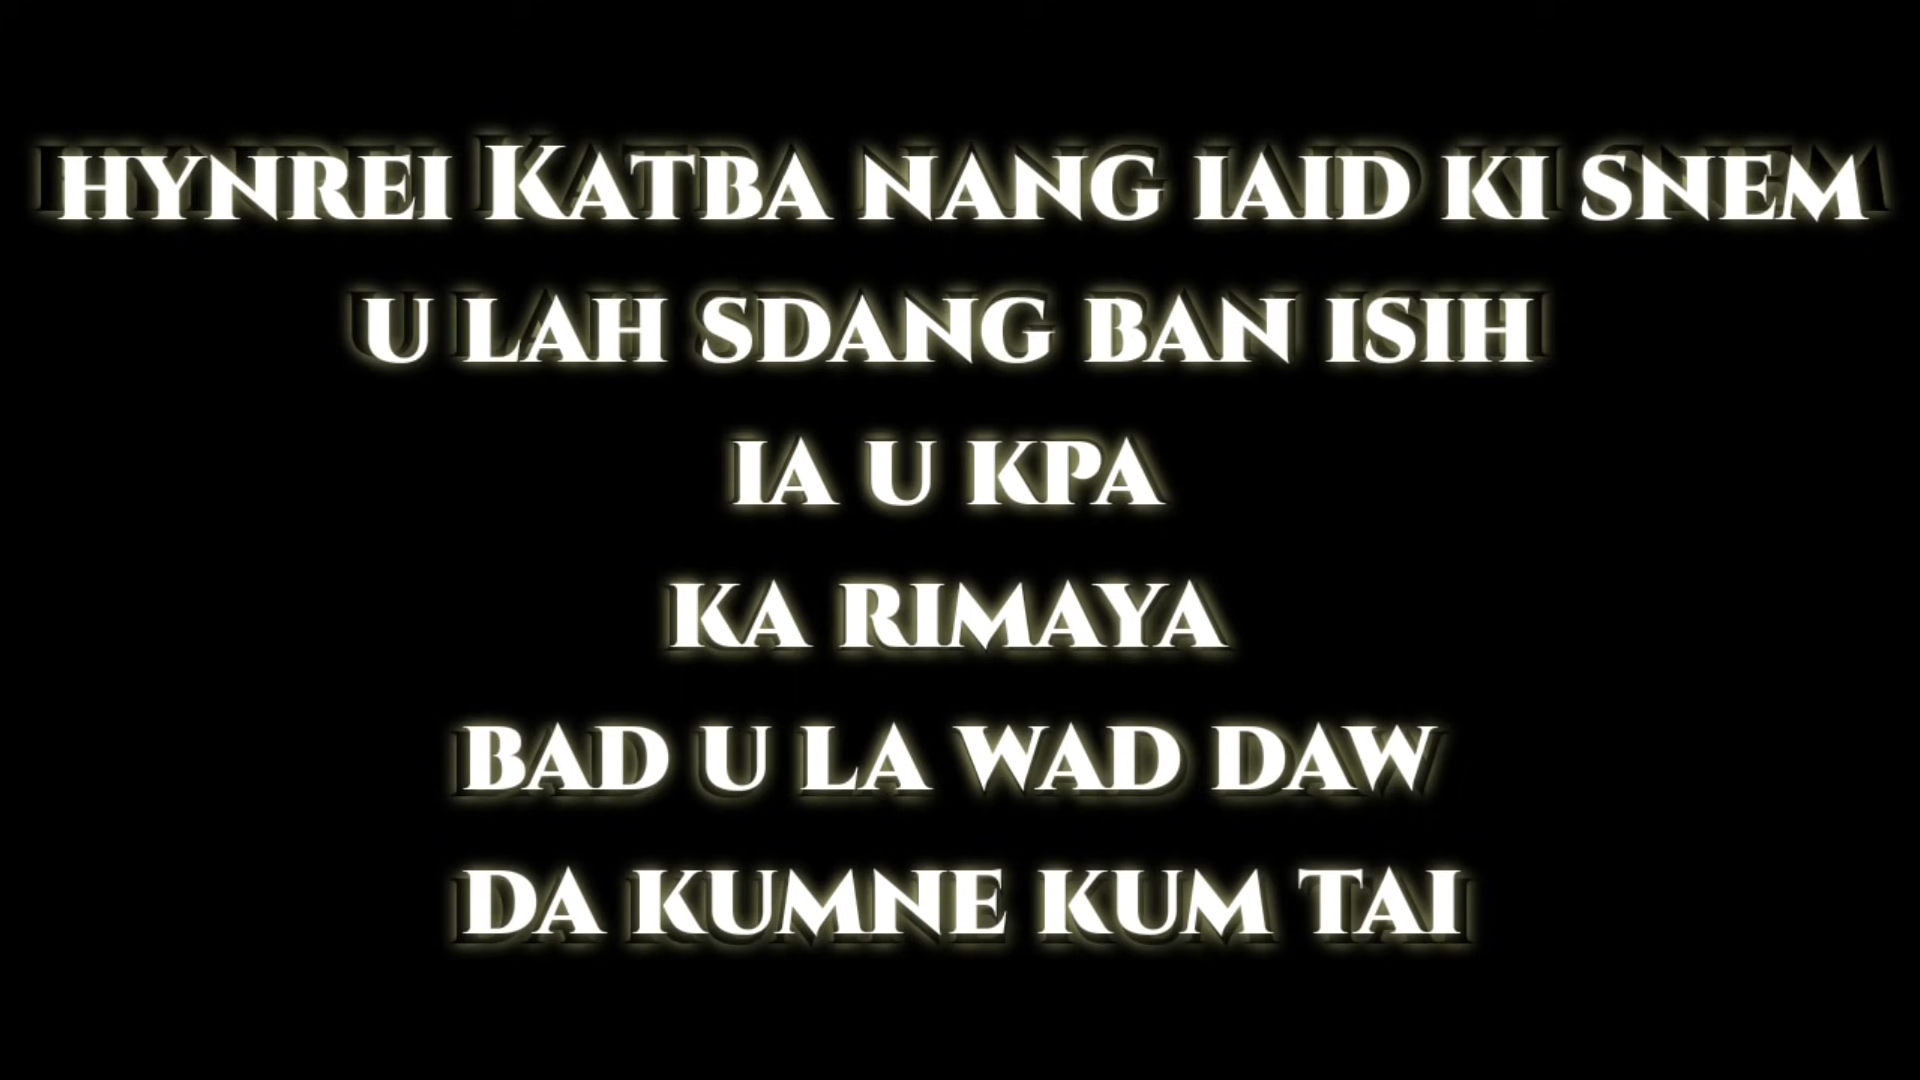 HYNREI KATBA NANG IAID KI SNEM
U LAH SDANG BAN ISIH
IA U KPA
KA RIMAYA
BAD U LA WAD DAW
DA KUMNE KUM TAI